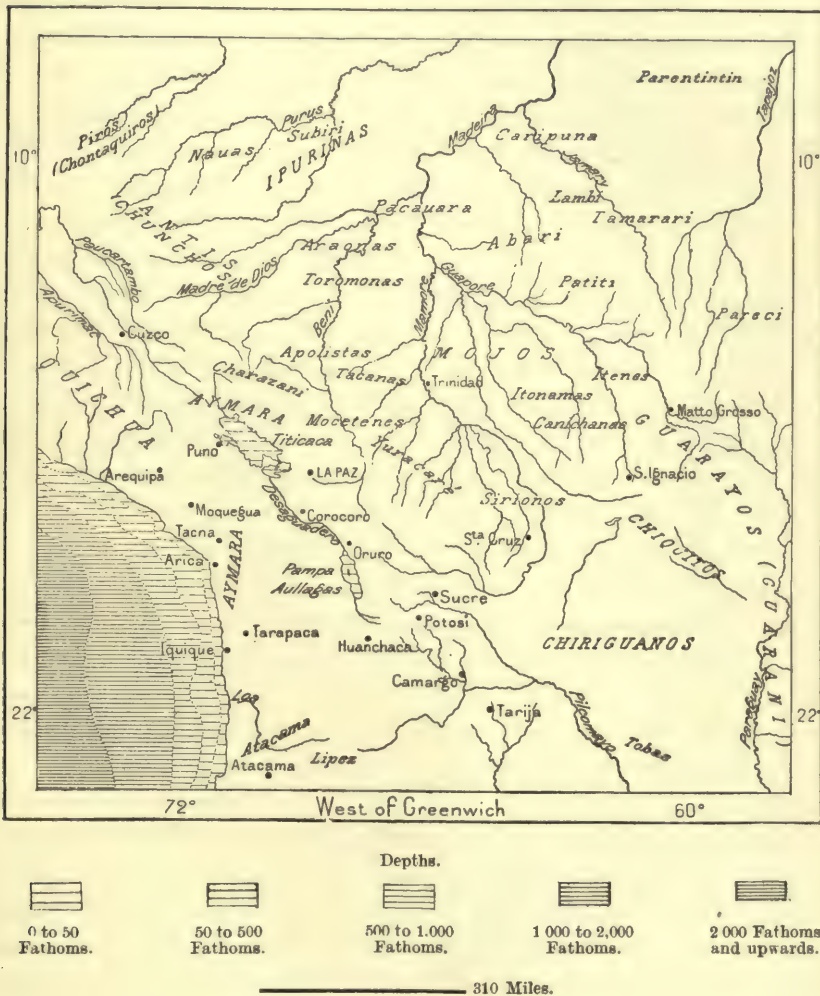 Parentintin
Tapajoz
Piros
(Chontaquiros)
Purus
Subiri
Nauas
IPURINAS
Madeira
Caripuna
Jamary
10°
10°
Lambi
Tamarari
ANTIS
CHUNCHOS
Pacauara
Abari
Araonas
Paucartambo
Madre de Dios
Toromonas
Guapore
Patiti
Pareci
Apurimac
Cuzco
Beni
Mamore
Apolistas
MOJOS
Charazani
Tacanas
Trinidad
Itonamas
Itenes
QUICHUA
AYMARA
Mocetenes
Canichanas
Matto Grosso
Titicaca
Puno
Yuracare
GUARAYOS (GUARANI
Arequipa
LA PAZ
S. Ignacio
Moquegua
Desaguadero
Corocoro
Sirionos
Tacna
Oruro
Sta Cruz
CHIQUITOS
Arica
AYMARA
Pampa
Aullagas
Sucre
Potosi
Tarapaca
Huanchaca
CHIRIGUANOS
Iquique
Camargo
Loa
22°
Tarija
Pilcomayo
Paraguay
22°
Atacama
Lipez
Tobas
Atacama
72°
West of Greenwich
60°
Depths.
0 to 50
Fathoms.
50 to 500
Fathoms.
500 to 1.000
Fathoms.
1 000 to 2,000
Fathoms.
2 000 Fathoms
and upwards.
310 Miles.